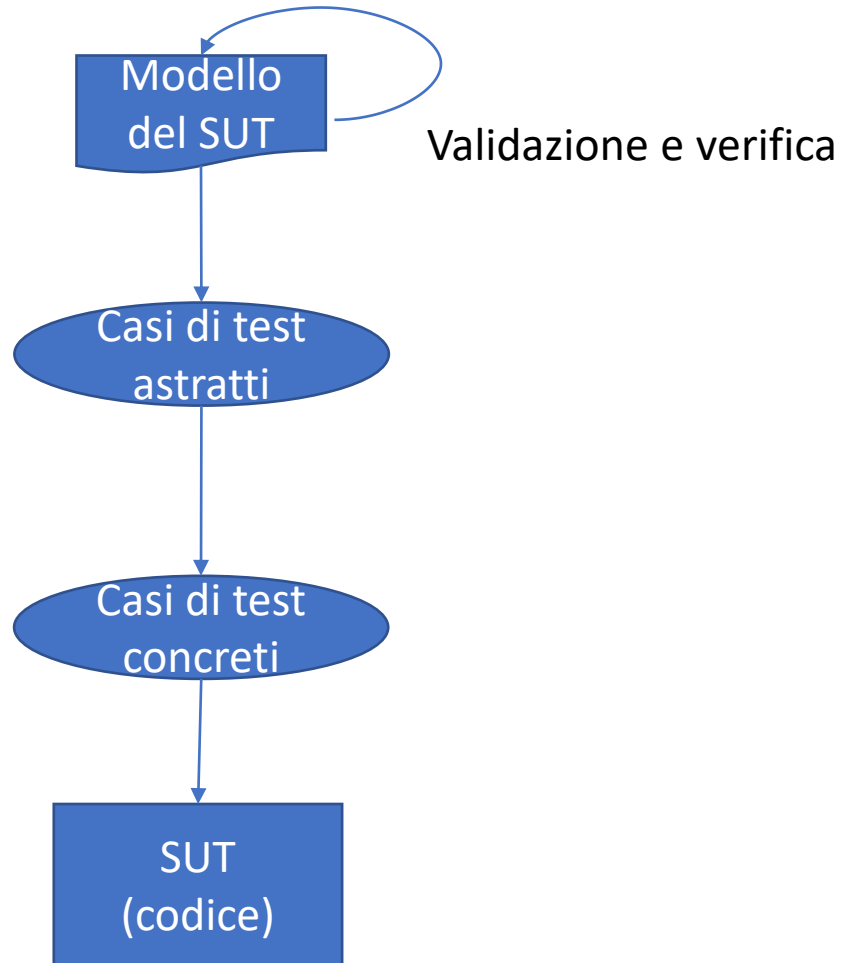 Modello
del SUT
Validazione e verifica
Casi di test
astratti
Casi di test
concreti
SUT
(codice)